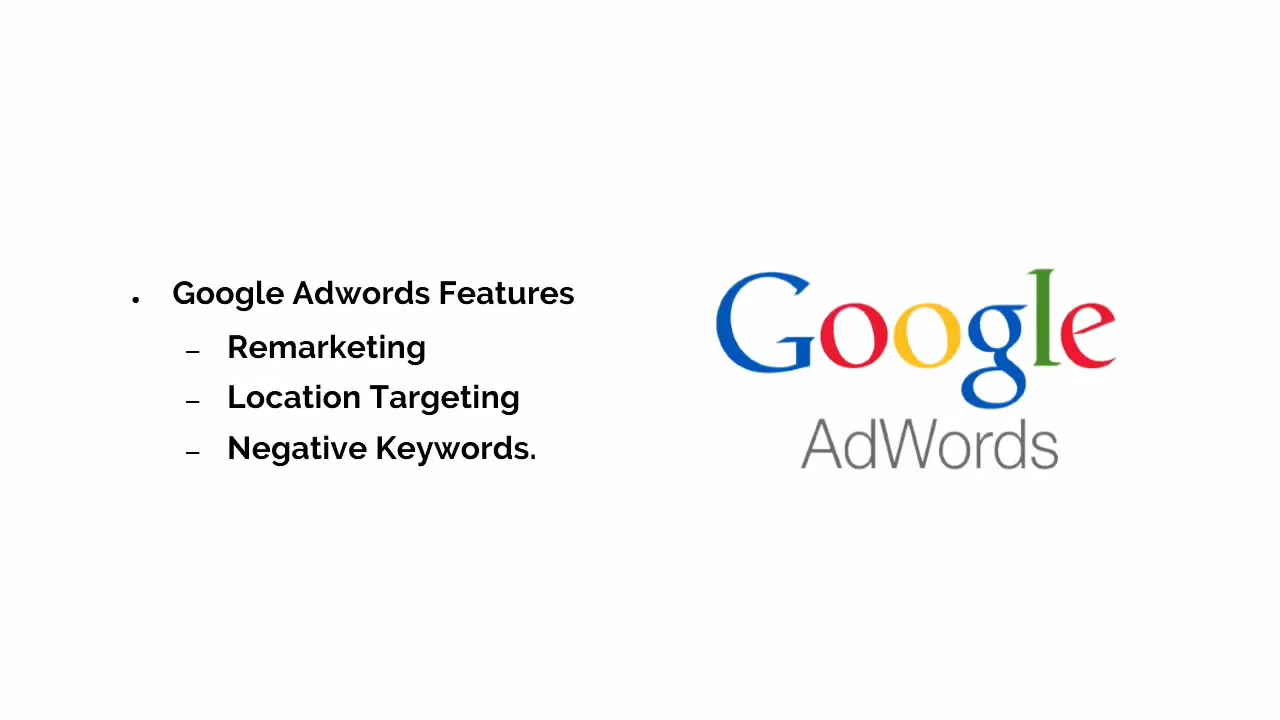 • Google Adwords Features
– Remarketing
– Location Targeting
– Negative Keywords.
Google
AdWords